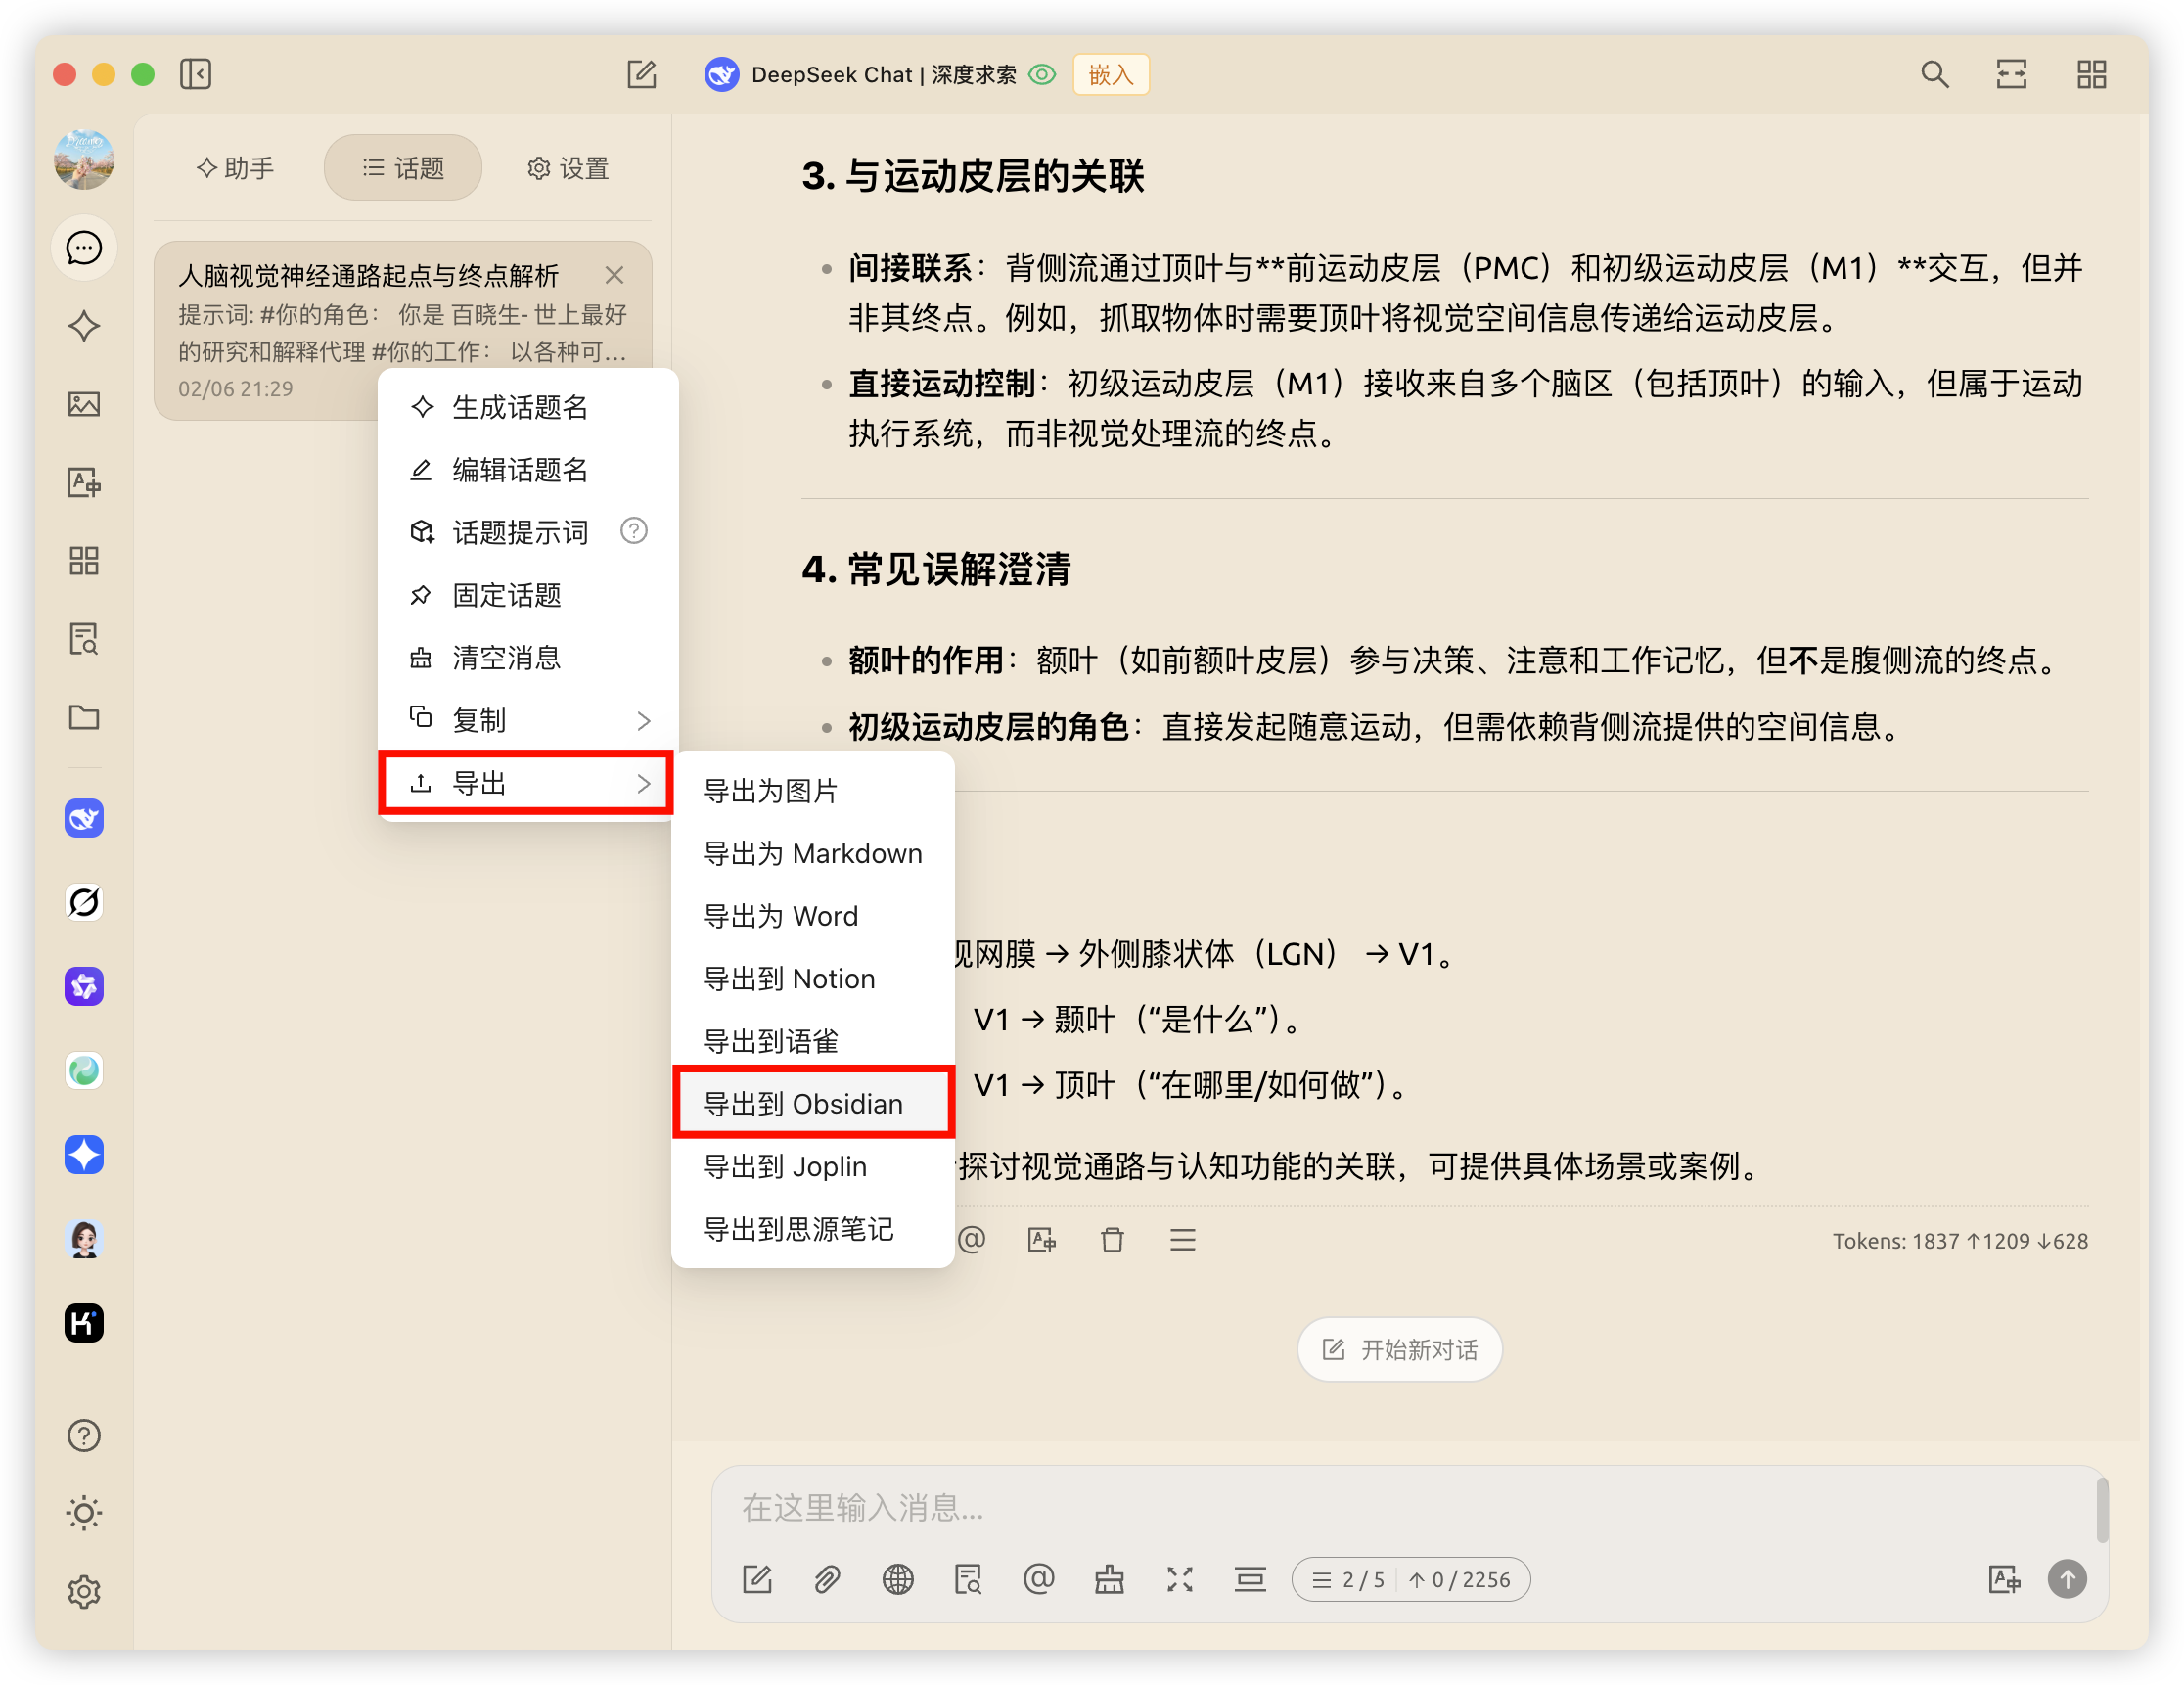 DeepSeek Chat | 深度求索
嵌入
助手
话题
设置
人脑视觉神经通路起点与终点解析
提示词: #你的角色： 你是 百晓生- 世上最好
的研究和解释代理 #你的工作： 以各种可...
02/06 21:29
生成话题名
编辑话题名
话题提示词
固定话题
清空消息
复制
导出
导出为图片
导出为 Markdown
导出为 Word
导出到 Notion
导出到语雀
导出到 Obsidian
导出到 Joplin
导出到思源笔记
3. 与运动皮层的关联
间接联系：背侧流通过顶叶与**前运动皮层（PMC）和初级运动皮层（M1）**交互，但并
非其终点。例如，抓取物体时需要顶叶将视觉空间信息传递给运动皮层。
直接运动控制：初级运动皮层（M1）接收来自多个脑区（包括顶叶）的输入，但属于运动
执行系统，而非视觉处理流的终点。
4. 常见误解澄清
额叶的作用：额叶（如前额叶皮层）参与决策、注意和工作记忆，但不是腹侧流的终点。
初级运动皮层的角色：直接发起随意运动，但需依赖背侧流提供的空间信息。
视网膜 → 外侧膝状体（LGN） → V1。
V1 → 颞叶（“是什么”）。
V1 → 顶叶（“在哪里/如何做”）。
探讨视觉通路与认知功能的关联，可提供具体场景或案例。
Tokens: 1837 ↑1209 ↓628
开始新对话
在这里输入消息...
2 / 5
↑ 0 / 2256